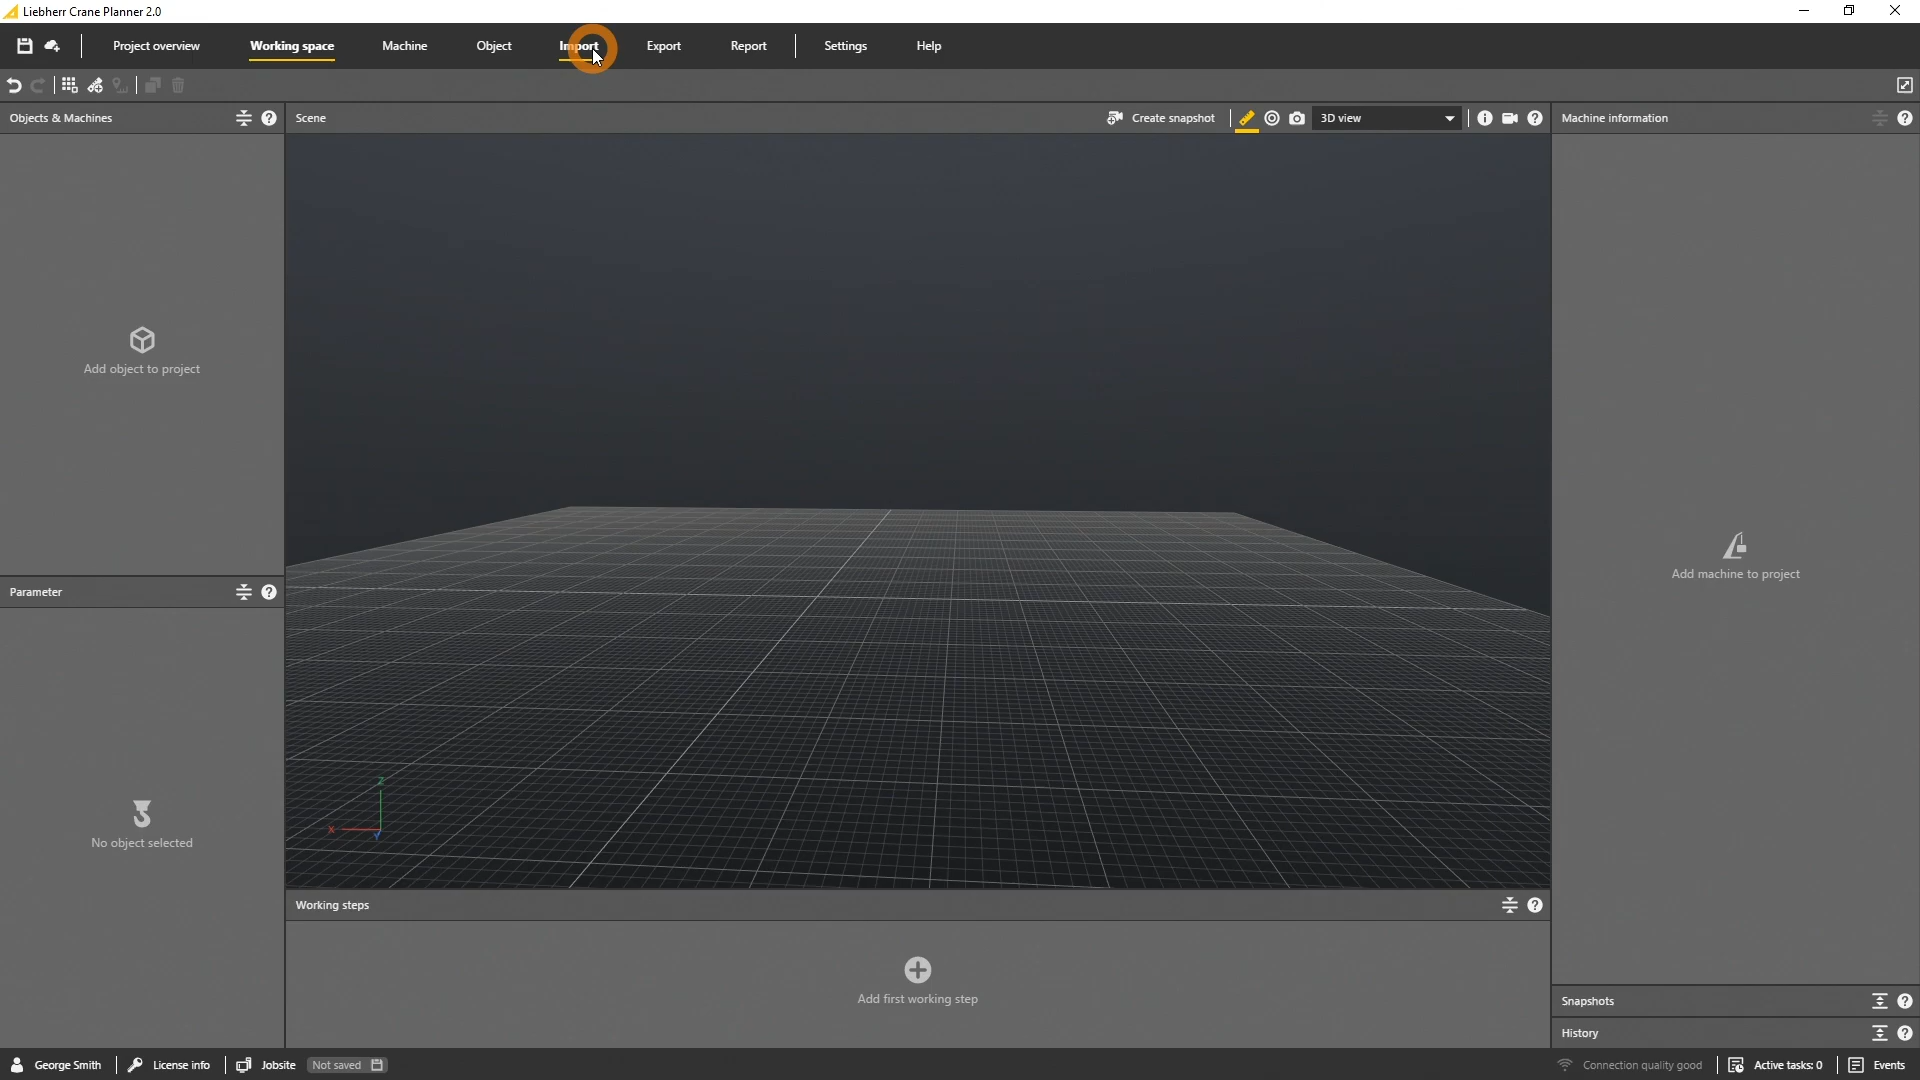 Liebherr Crane Planner 2.0
Project overview
Working space
Machine
Object
Import
Export
Report
Settings
Help
Objects & Machines
Scene
Create snapshot
3D view
Machine information
Add object to project
Add machine to project
Parameter
No object selected
Z
X
Y
Working steps
Add first working step
Snapshots
History
George Smith
License info
Jobsite
Not saved
Connection quality good
Active tasks: 0
Events